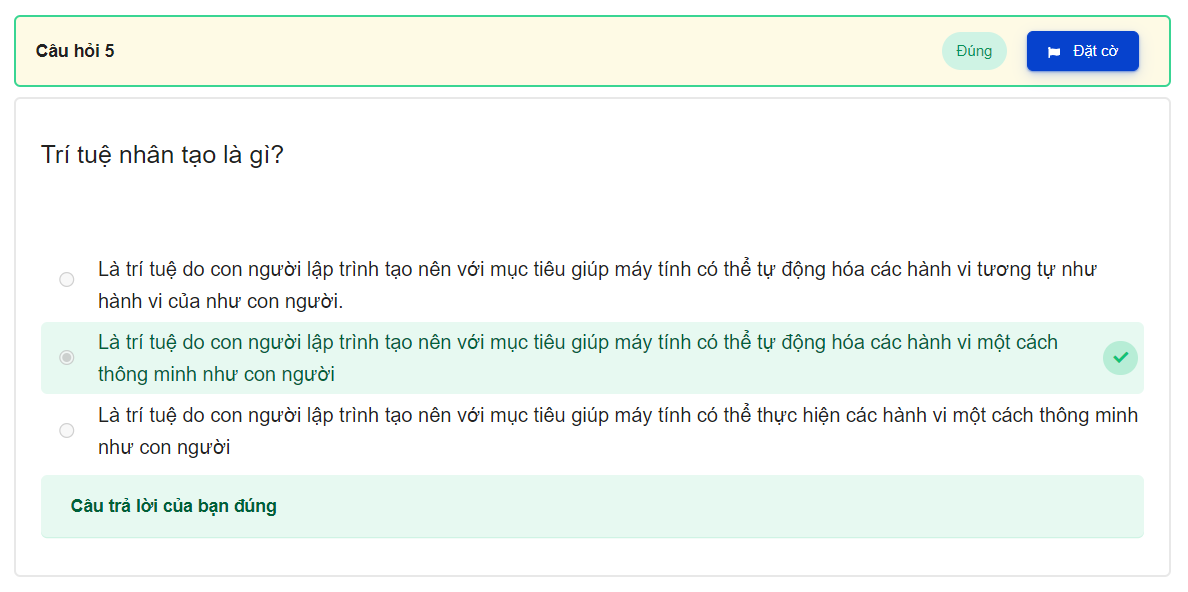 Câu hỏi 5
Đúng
Đặt cờ
Trí tuệ nhân tạo là gì?
Là trí tuệ do con người lập trình tạo nên với mục tiêu giúp máy tính có thể tự động hóa các hành vi tương tự như
hành vi của như con người.
Là trí tuệ do con người lập trình tạo nên với mục tiêu giúp máy tính có thể tự động hóa các hành vi một cách
thông minh như con người
Là trí tuệ do con người lập trình tạo nên với mục tiêu giúp máy tính có thể thực hiện các hành vi một cách thông minh
như con người
Câu trả lời của bạn đúng